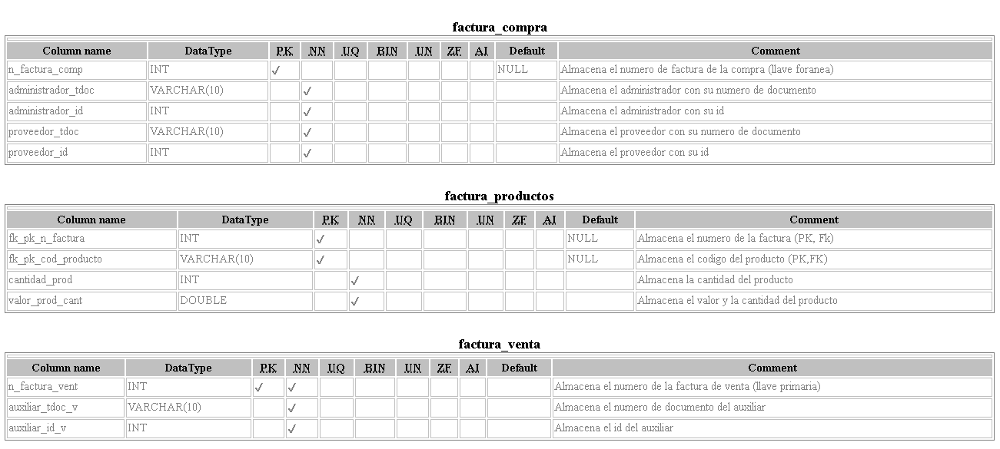 factura_compra
Column name DataType PK NN UQ BIN UN ZF AI Default Comment
n_factura_comp INT ✓ NULL Almacena el numero de factura de la compra (llave foranea)
administrador_tdoc VARCHAR(10) ✓ Almacena el administrador con su numero de documento
administrador_id INT ✓ Almacena el administrador con su id
proveedor_tdoc VARCHAR(10) ✓ Almacena el proveedor con su numero de documento
proveedor_id INT ✓ Almacena el proveedor con su id
factura_productos
Column name DataType PK NN UQ BIN UN ZF AI Default Comment
fk_pk_n_factura INT ✓ NULL Almacena el numero de la factura (PK, Fk)
fk_pk_cod_producto VARCHAR(10) ✓ NULL Almacena el codigo del producto (PK,FK)
cantidad_prod INT ✓ Almacena la cantidad del producto
valor_prod_cant DOUBLE ✓ Almacena el valor y la cantidad del producto
factura_venta
Column name DataType PK NN UQ BIN UN ZF AI Default Comment
n_factura_vent INT ✓ ✓ Almacena el numero de la factura de venta (llave primaria)
auxiliar_tdoc_v VARCHAR(10) ✓ Almacena el numero de documento del auxiliar
auxiliar_id_v INT ✓ Almacena el id del auxiliar